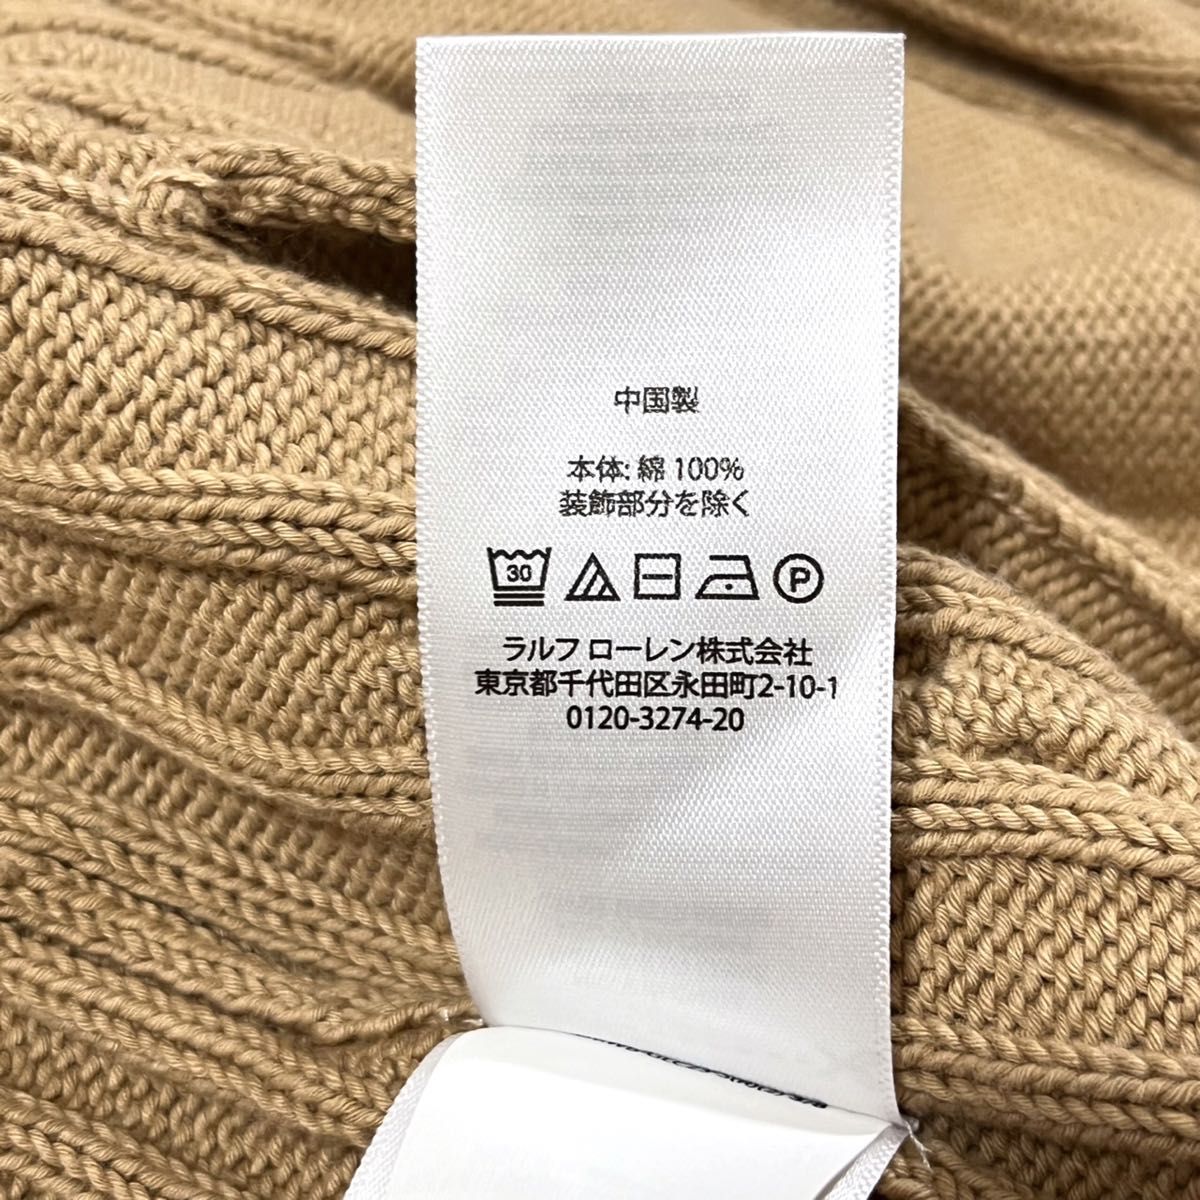 中国製
本体: 綿 100%
装飾部分を除く
30 P
ラルフ ローレン株式会社
東京都千代田区永田町2-10-1
0120-3274-20